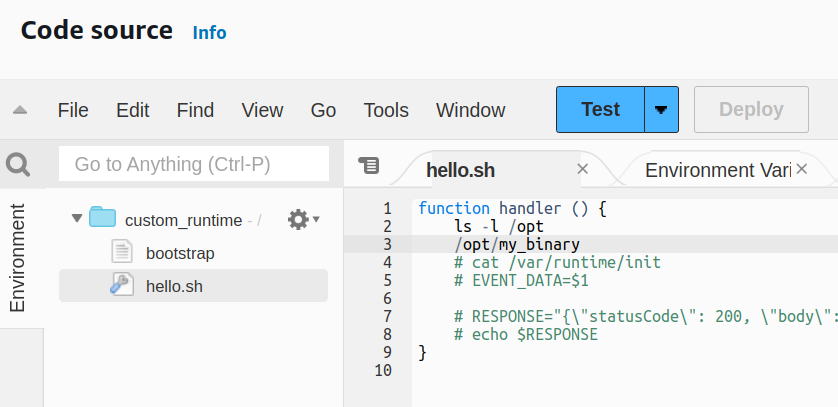 Code source Info
File Edit Find View Go Tools Window Test Deploy
Go to Anything (Ctrl-P)
hello.sh ×
Environment Vari ×
Environment
custom_runtime - /
bootstrap
hello.sh
1 function handler () {
2 ls -l /opt
3 /opt/my_binary
4 # cat /var/runtime/init
5 # EVENT_DATA=$1
6
7 # RESPONSE="{\"statusCode\": 200, \"body\":
8 # echo $RESPONSE
9 }
10